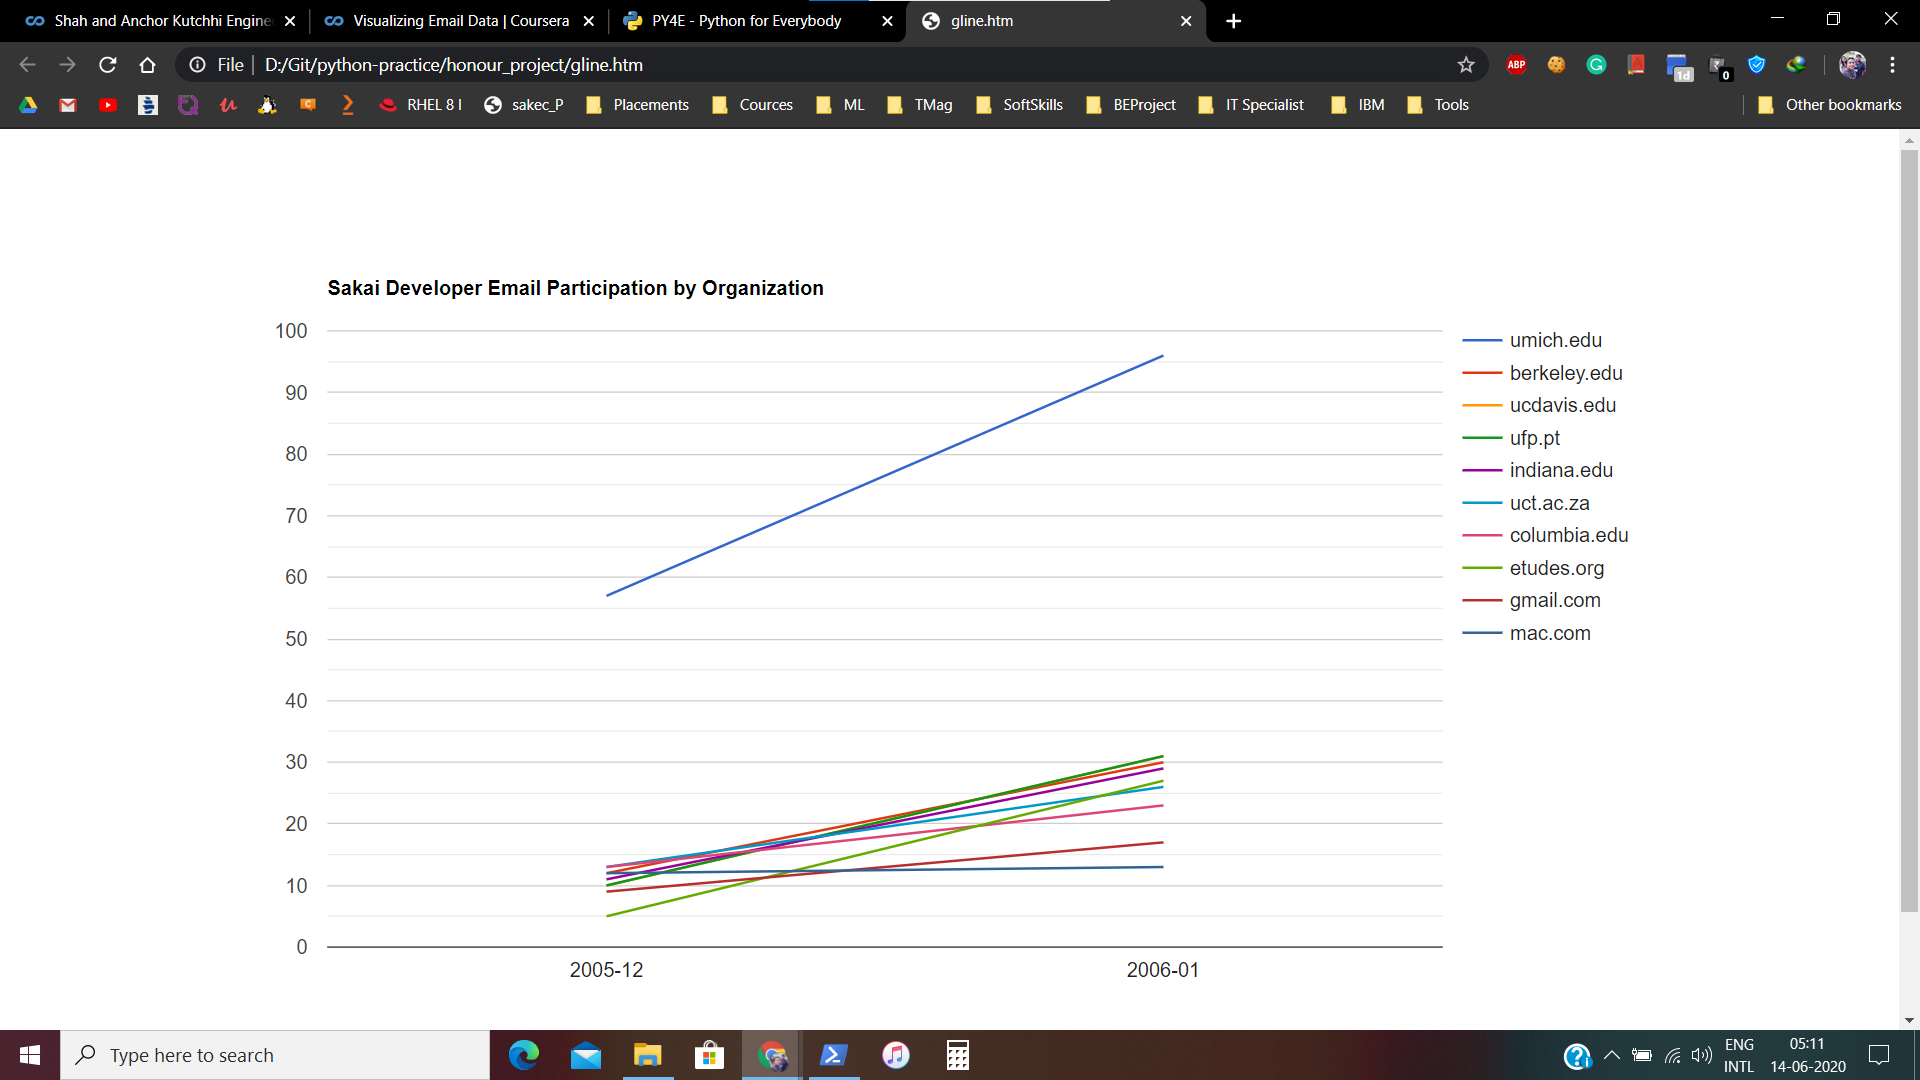 Shah and Anchor Kutchhi Engine
Visualizing Email Data | Coursera
PY4E - Python for Everybody
gline.htm
File
D:/Git/python-practice/honour_project/gline.htm
ABP
1d
0
RHEL 8 I
sakec_P
Placements
Cources
ML
TMag
SoftSkills
BEProject
IT Specialist
IBM
Tools
Other bookmarks
Sakai Developer Email Participation by Organization
100
90
80
70
60
50
40
30
20
10
0
2005-12
2006-01
umich.edu
berkeley.edu
ucdavis.edu
ufp.pt
indiana.edu
uct.ac.za
columbia.edu
etudes.org
gmail.com
mac.com
Type here to search
ENG
INTL
05:11
14-06-2020